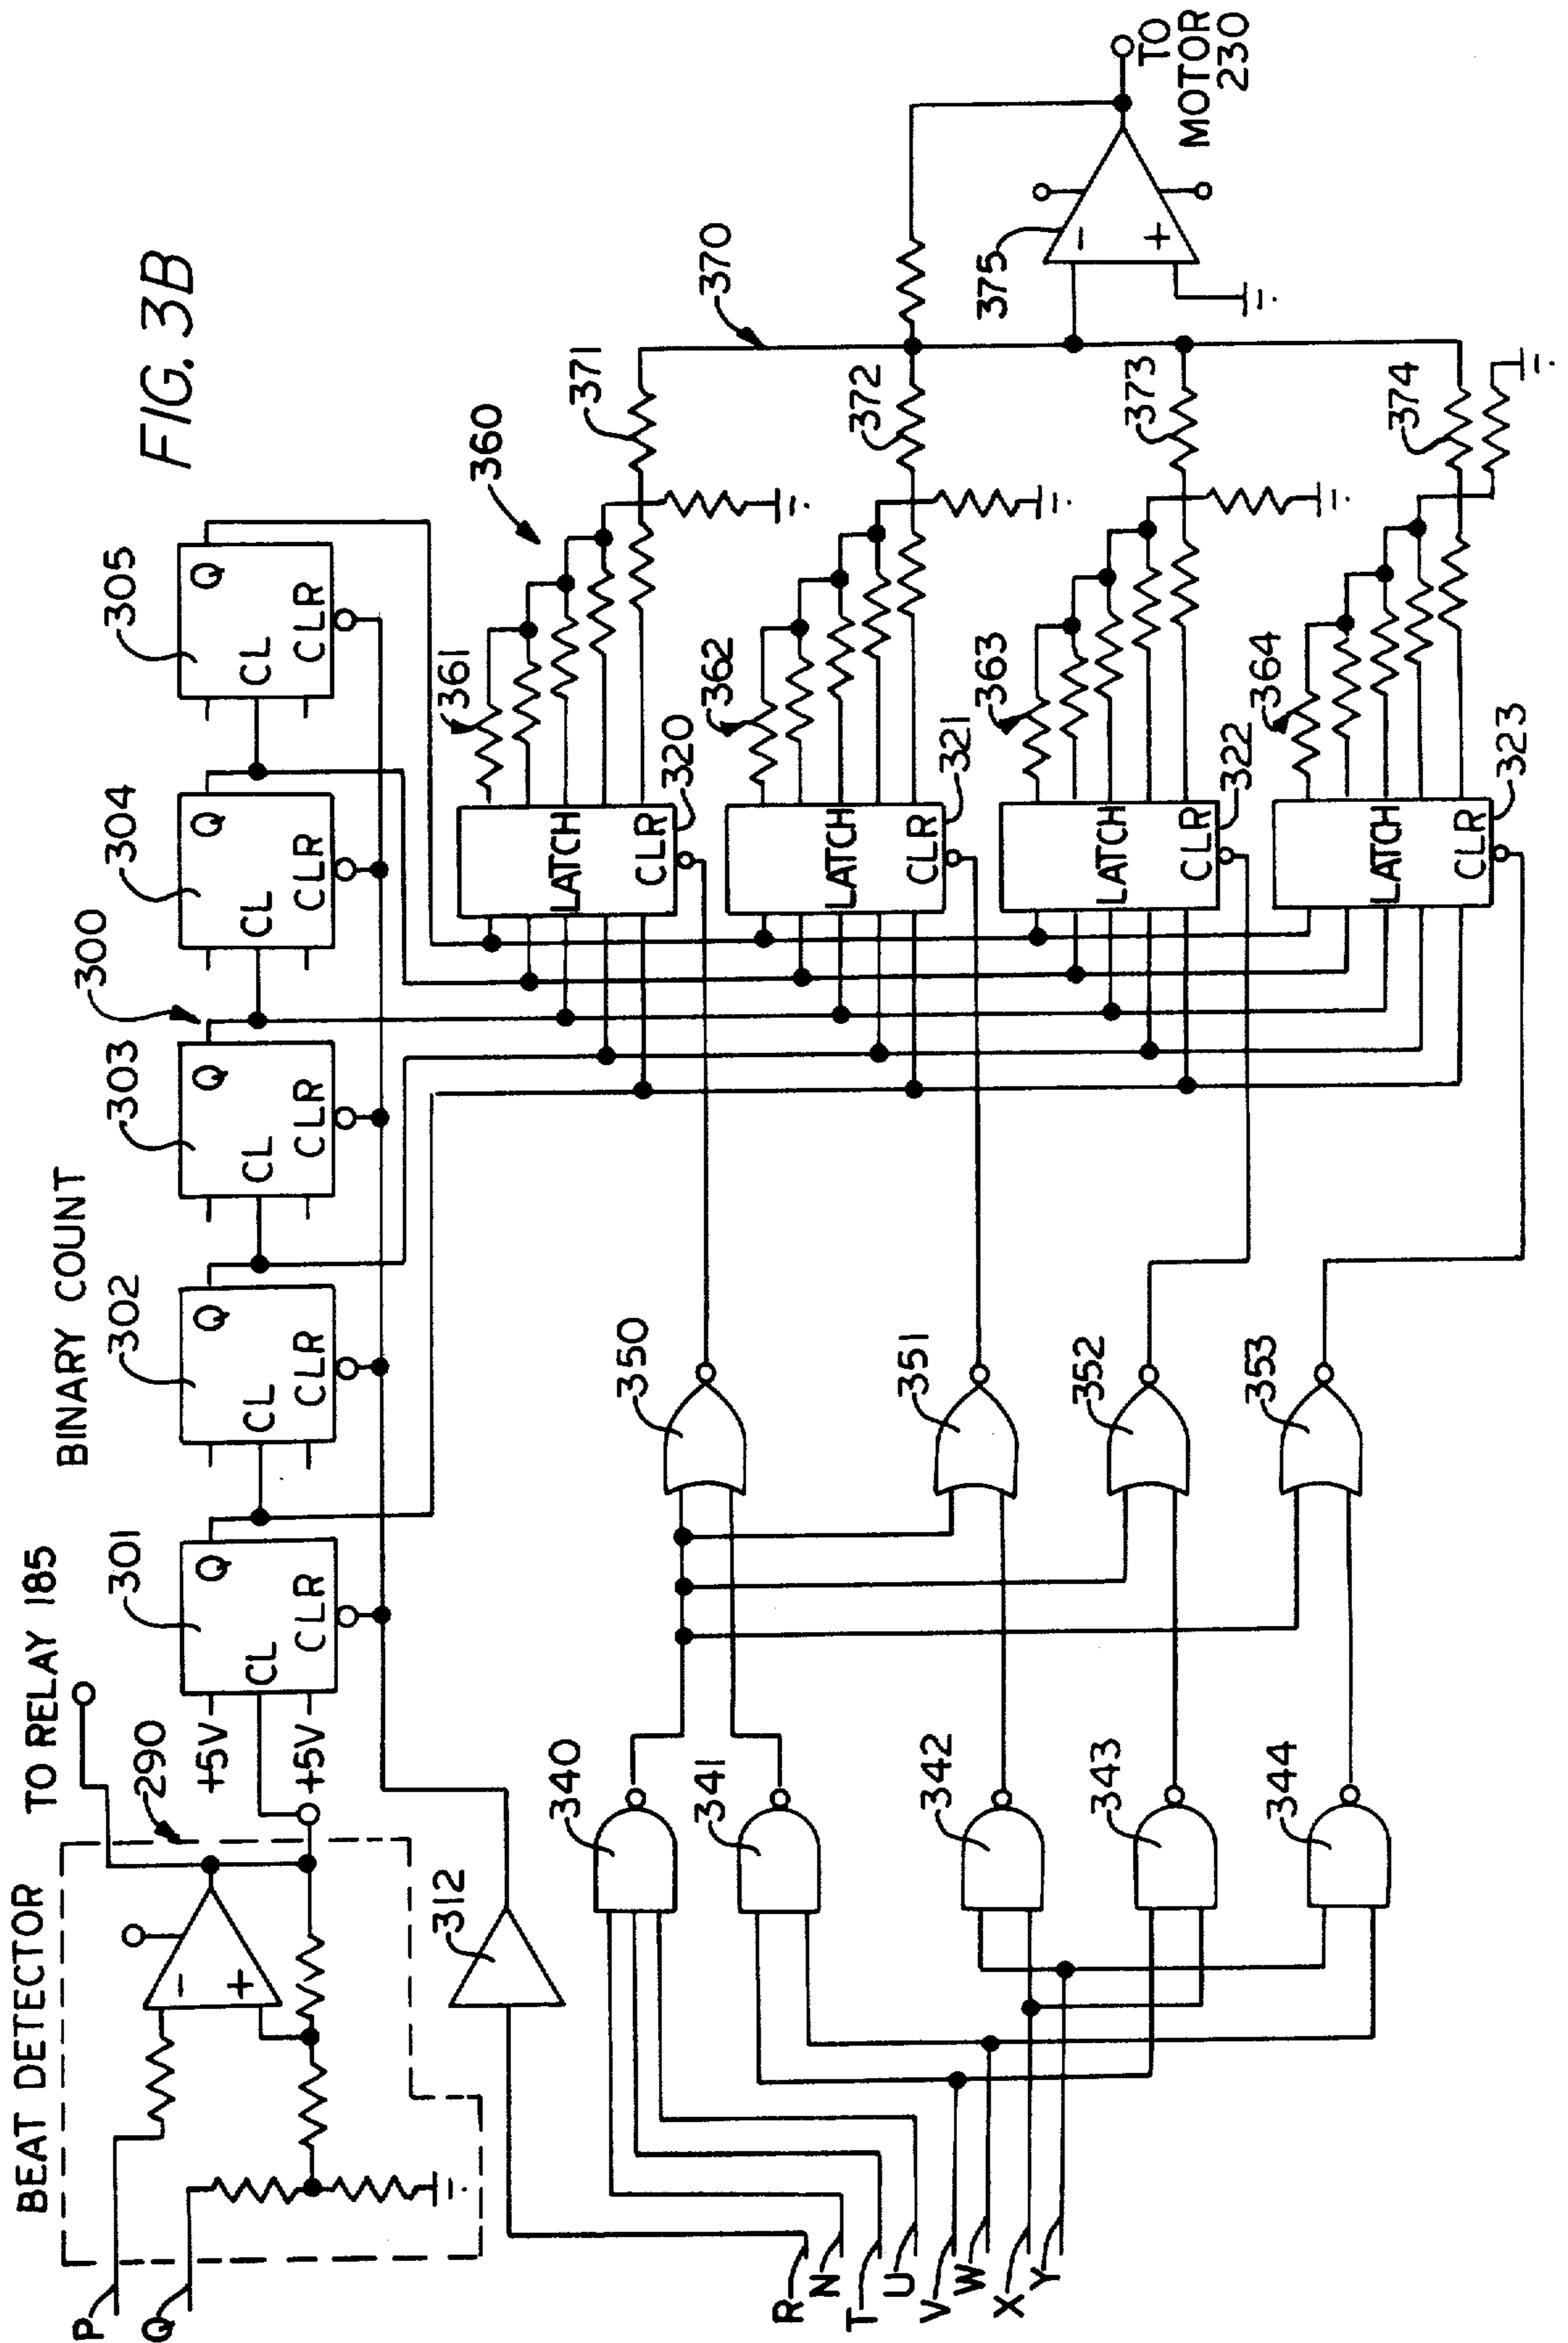 FIG. 3B
BEAT DETECTOR
TO RELAY 185
BINARY COUNT
290
300
301
302
303
304
305
P
Q
+5V
+5V
Q
CL
CLR
Q
CL
CLR
Q
CL
CLR
Q
CL
CLR
Q
CL
CLR
-
+
312
340
341
342
343
344
350
351
352
353
R
N
T
U
V
W
X
Y
LATCH
CLR
320
LATCH
CLR
321
LATCH
CLR
322
LATCH
CLR
323
360
361
362
363
364
370
371
372
373
374
375
-
+
TO
MOTOR
230